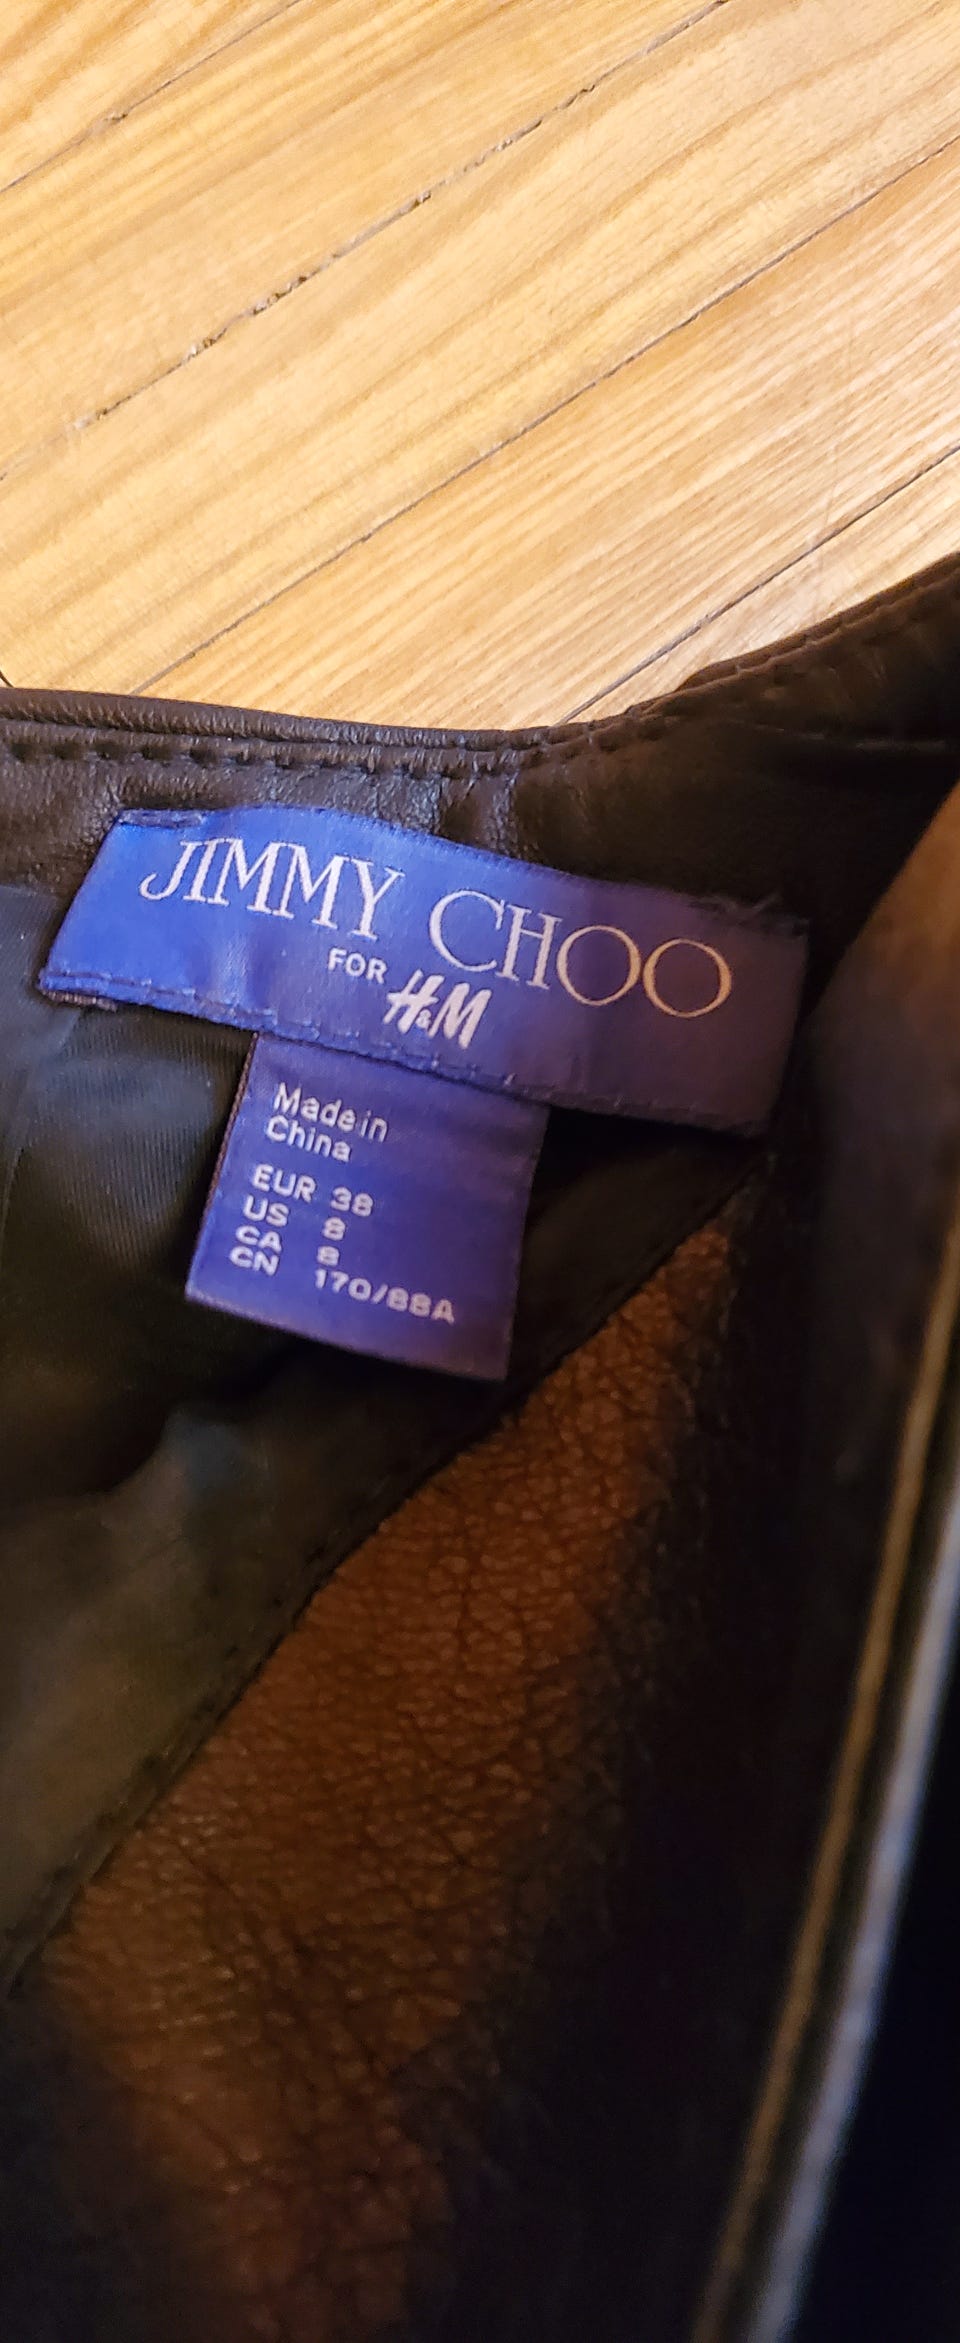 JIMMY CHOO
FOR H&M
Made in
China
EUR 38
US 8
CA 8
CN 170/88A